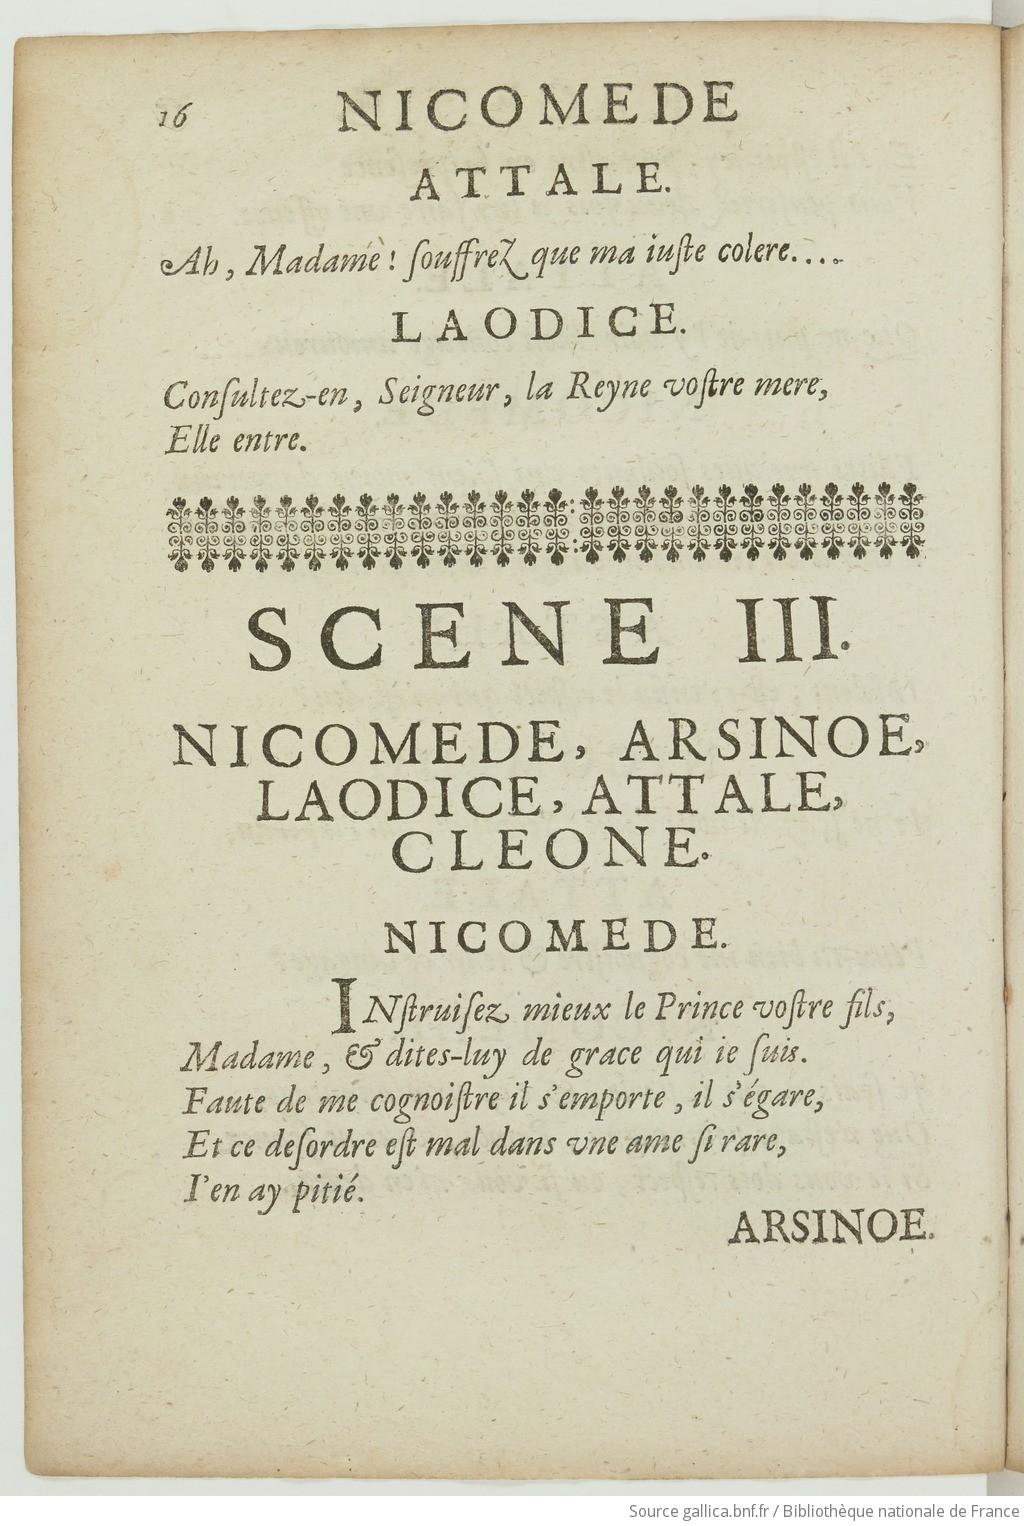 16 NICOMEDE
ATTALE.
Ah, Madame! ſouffrez que ma iuſte colere....
LAODICE.
Conſultez-en, Seigneur, la Reyne voſtre mere,
Elle entre.
SCENE III.
NICOMEDE, ARSINOE,
LAODICE, ATTALE,
CLEONE.
NICOMEDE.
INſtruiſez mieux le Prince voſtre fils,
Madame, & dites-luy de grace qui ie ſuis.
Faute de me cognoiſtre il s'emporte, il s'égare,
Et ce deſordre eſt mal dans vne ame ſi rare,
I'en ay pitié.
ARSINOE.
Source gallica.bnf.fr / Bibliothèque nationale de France